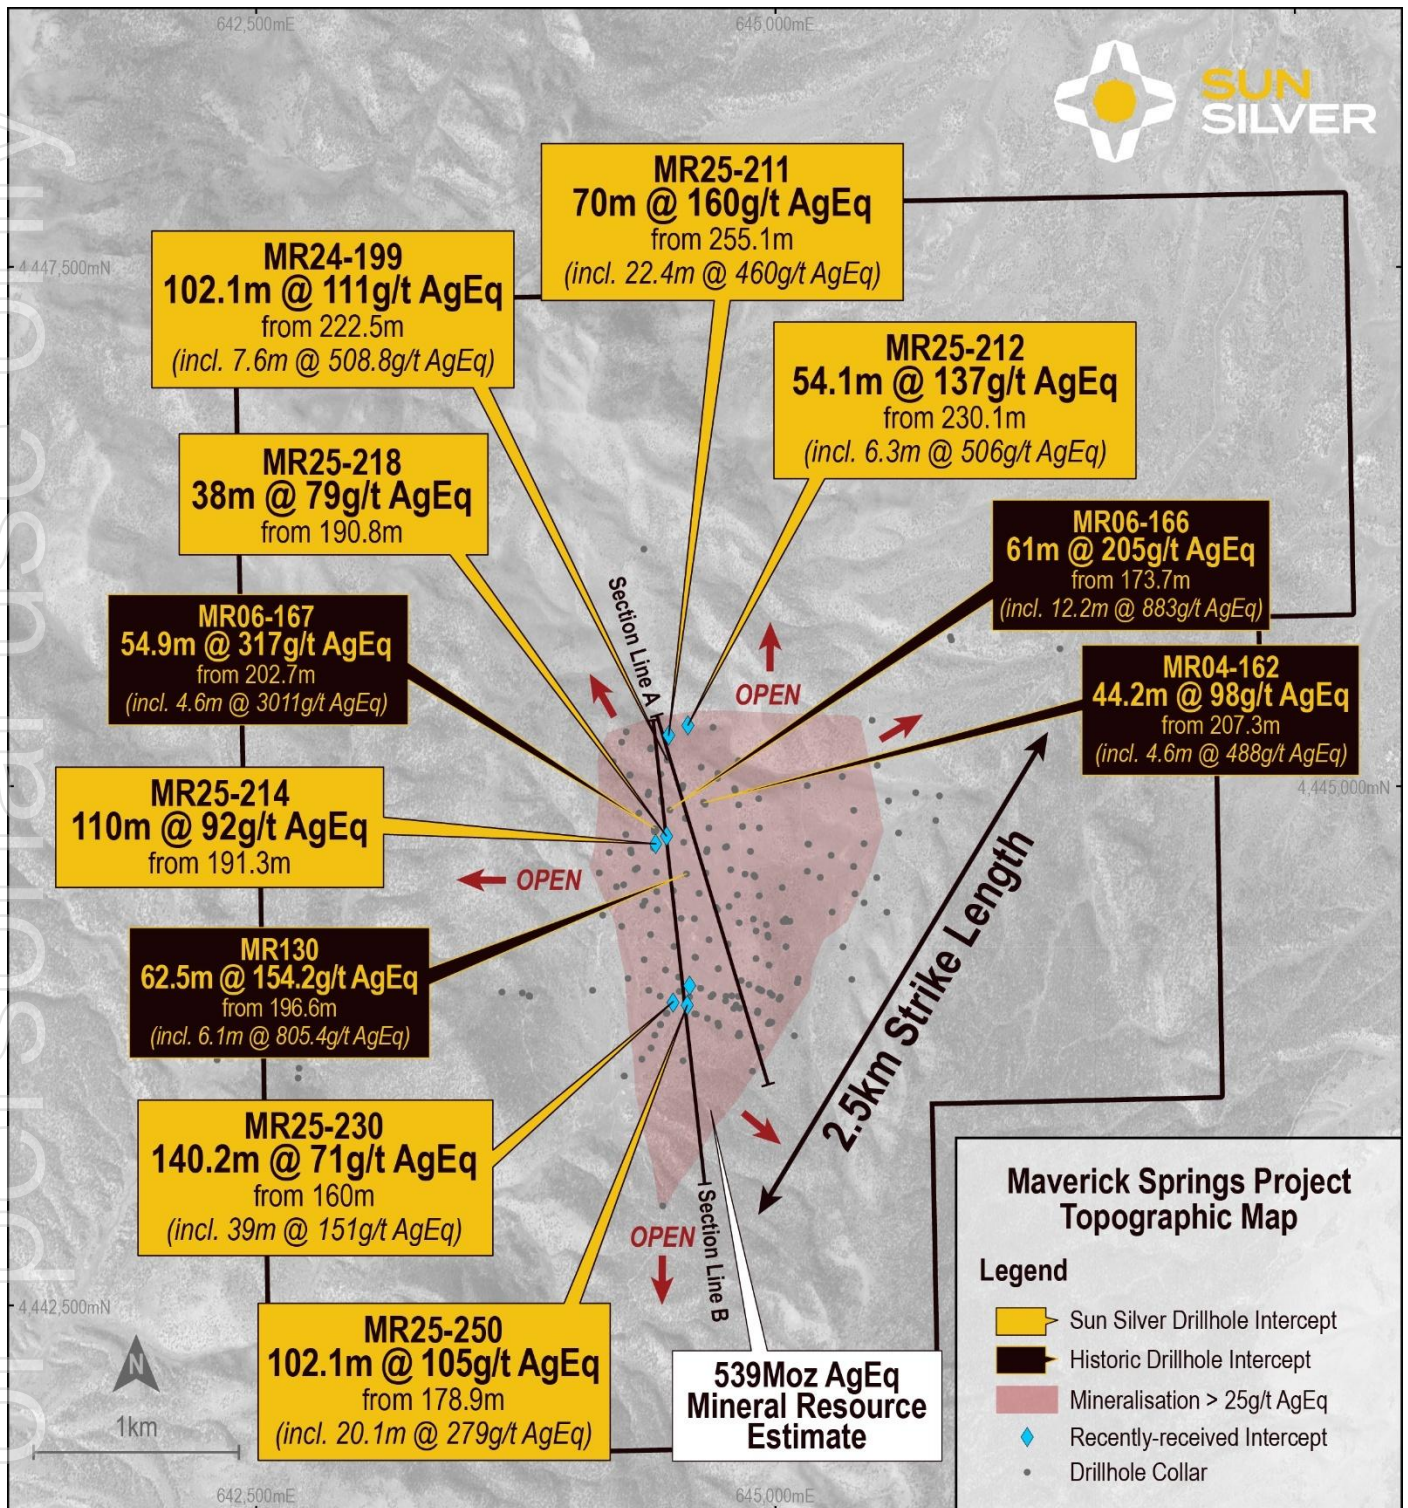 642,500mE
645,000mE
SUN
SILVER
MR25-211
70m @ 160g/t AgEq
from 255.1m
(incl. 22.4m @ 460g/t AgEq)
MR24-199
102.1m @ 111g/t AgEq
from 222.5m
(incl. 7.6m @ 508.8g/t AgEq)
4,447,500mN
MR25-212
54.1m @ 137g/t AgEq
from 230.1m
(incl. 6.3m @ 506g/t AgEq)
MR25-218
38m @ 79g/t AgEq
from 190.8m
MR06-166
61m @ 205g/t AgEq
from 173.7m
(incl. 12.2m @ 883g/t AgEq)
MR06-167
54.9m @ 317g/t AgEq
from 202.7m
(incl. 4.6m @ 3011g/t AgEq)
Section Line A
OPEN
MR04-162
44.2m @ 98g/t AgEq
from 207.3m
(incl. 4.6m @ 488g/t AgEq)
4,445,000mN
MR25-214
110m @ 92g/t AgEq
from 191.3m
OPEN
2.5km Strike Length
MR130
62.5m @ 154.2g/t AgEq
from 196.6m
(incl. 6.1m @ 805.4g/t AgEq)
MR25-230
140.2m @ 71g/t AgEq
from 160m
(incl. 39m @ 151g/t AgEq)
OPEN
Section Line B
4,442,500mN
MR25-250
102.1m @ 105g/t AgEq
from 178.9m
(incl. 20.1m @ 279g/t AgEq)
539Moz AgEq
Mineral Resource
Estimate
N
1km
Maverick Springs Project
Topographic Map
Legend
Sun Silver Drillhole Intercept
Historic Drillhole Intercept
Mineralisation > 25g/t AgEq
Recently-received Intercept
Drillhole Collar
642,500mE
645,000mE
or personal use only